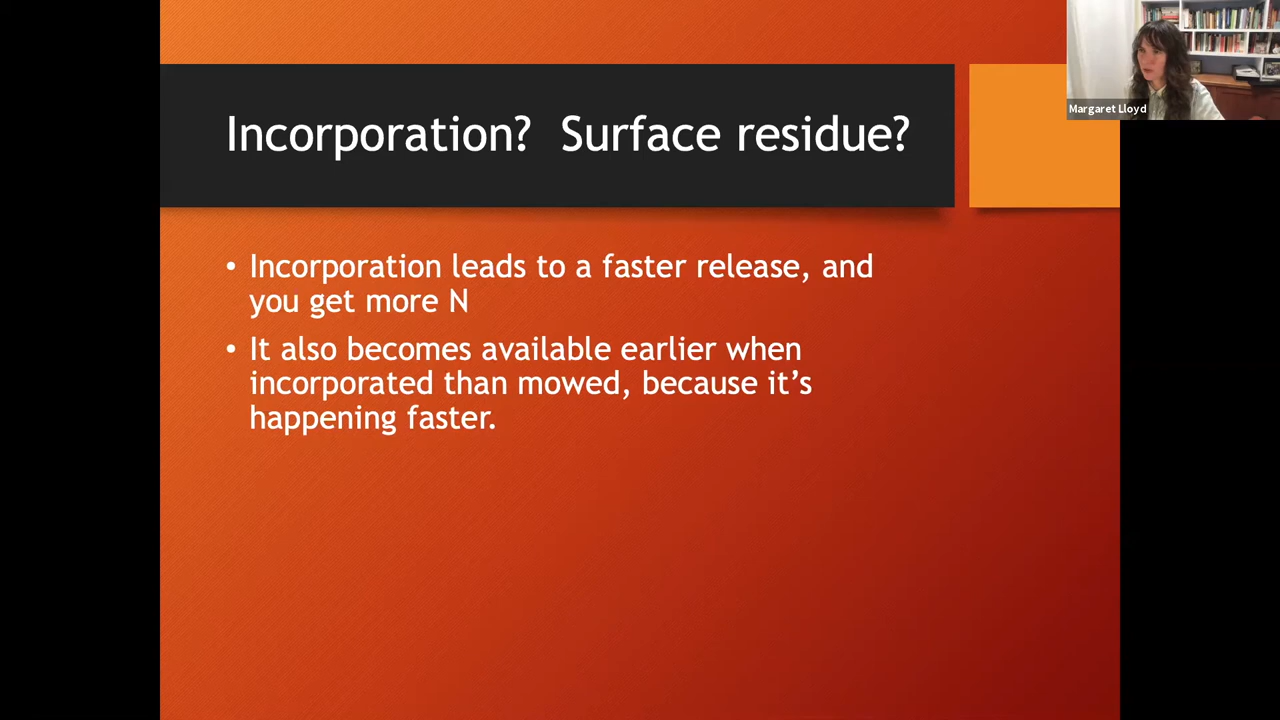 Margaret Lloyd
Incorporation?  Surface residue?
• Incorporation leads to a faster release, and
you get more N
• It also becomes available earlier when
incorporated than mowed, because it’s
happening faster.